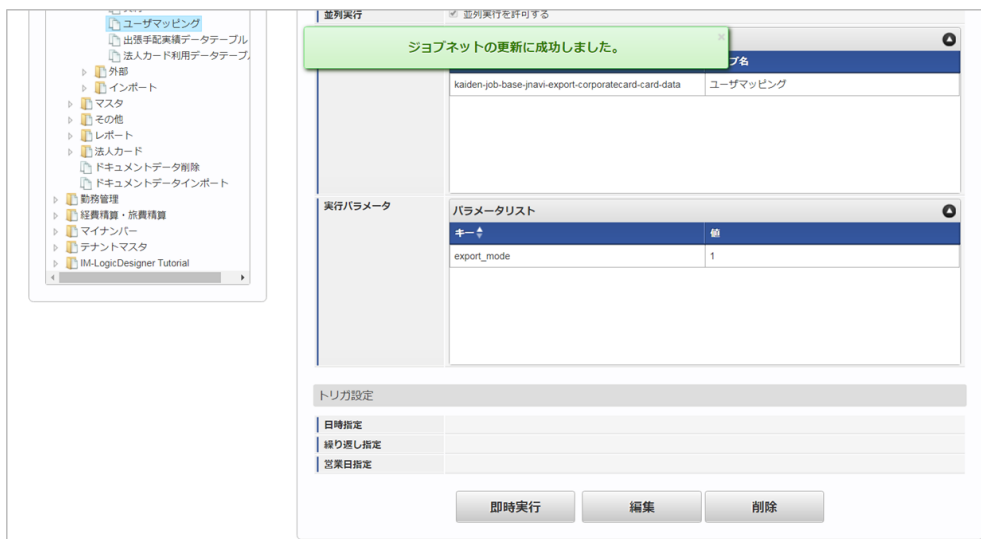 ユーザマッピング
出張手配実績データテーブル
法人カード利用データテーブ
外部
インポート
マスタ
その他
レポート
法人カード
ドキュメントデータ削除
ドキュメントデータインポート
勤務管理
経費精算・旅費精算
マイナンバー
テナントマスタ
IM-LogicDesigner Tutorial
並列実行
並列実行を許可する
ジョブネットの更新に成功しました。
×
ブ名
kaiden-job-base-jnavi-export-corporatecard-card-data
ユーザマッピング
実行パラメータ
パラメータリスト
キー
値
export_mode
1
トリガ設定
日時指定
繰り返し指定
営業日指定
即時実行
編集
削除